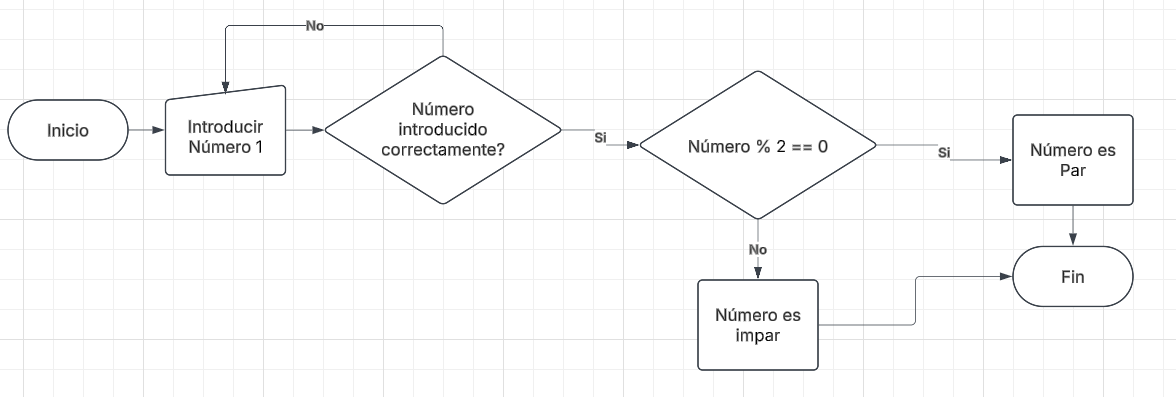 No
Inicio
Introducir
Número 1
Número
introducido
correctamente?
Si
Número % 2 == 0
Si
Número es
Par
No
Número es
impar
Fin